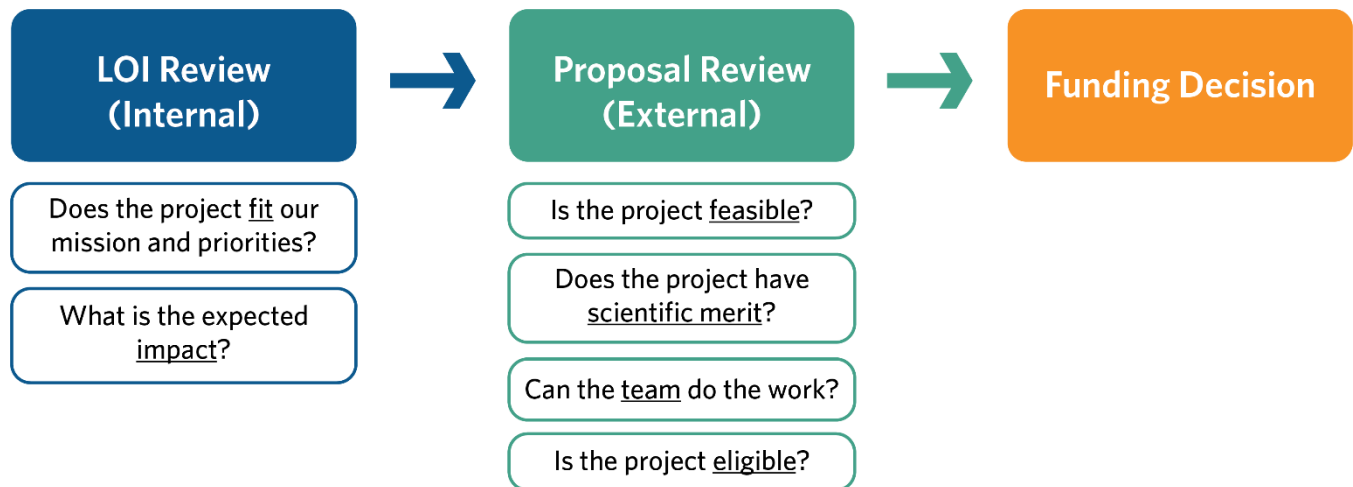 LOI Review
(Internal)
Does the project fit our
mission and priorities?
What is the expected
impact?
Proposal Review
(External)
Is the project feasible?
Does the project have
scientific merit?
Can the team do the work?
Is the project eligible?
Funding Decision